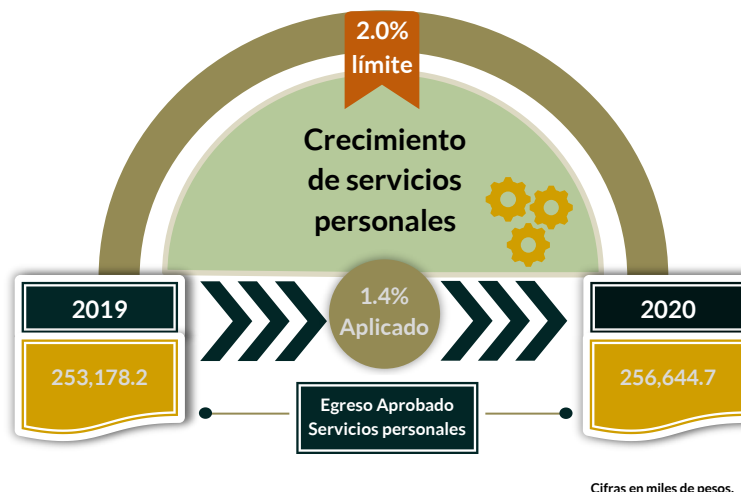 2.0%
límite
Crecimiento
de servicios
personales
2019
1.4%
Aplicado
2020
253,178.2
256,644.7
Egreso Aprobado
Servicios personales
Cifras en miles de pesos.